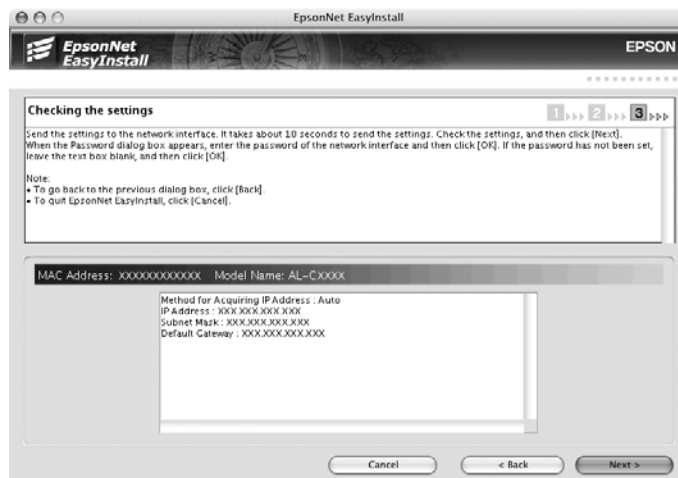 EpsonNet EasyInstall
EpsonNet
EasyInstall
EPSON
Checking the settings
1 2 3
Send the settings to the network interface. It takes about 10 seconds to send the settings. Check the settings, and then click [Next].
When the Password dialog box appears, enter the password of the network interface and then click [OK]. If the password has not been set,
leave the text box blank, and then click [OK].
Note:
• To go back to the previous dialog box, click [Back].
• To quit EpsonNet EasyInstall, click [Cancel].
MAC Address: XXXXXXXXXXXX Model Name: AL-CXXXX
Method for Acquiring IP Address : Auto
IP Address : XXX.XXX.XXX.XXX
Subnet Mask : XXX.XXX.XXX.XXX
Default Gateway : XXX.XXX.XXX.XXX
Cancel < Back Next >